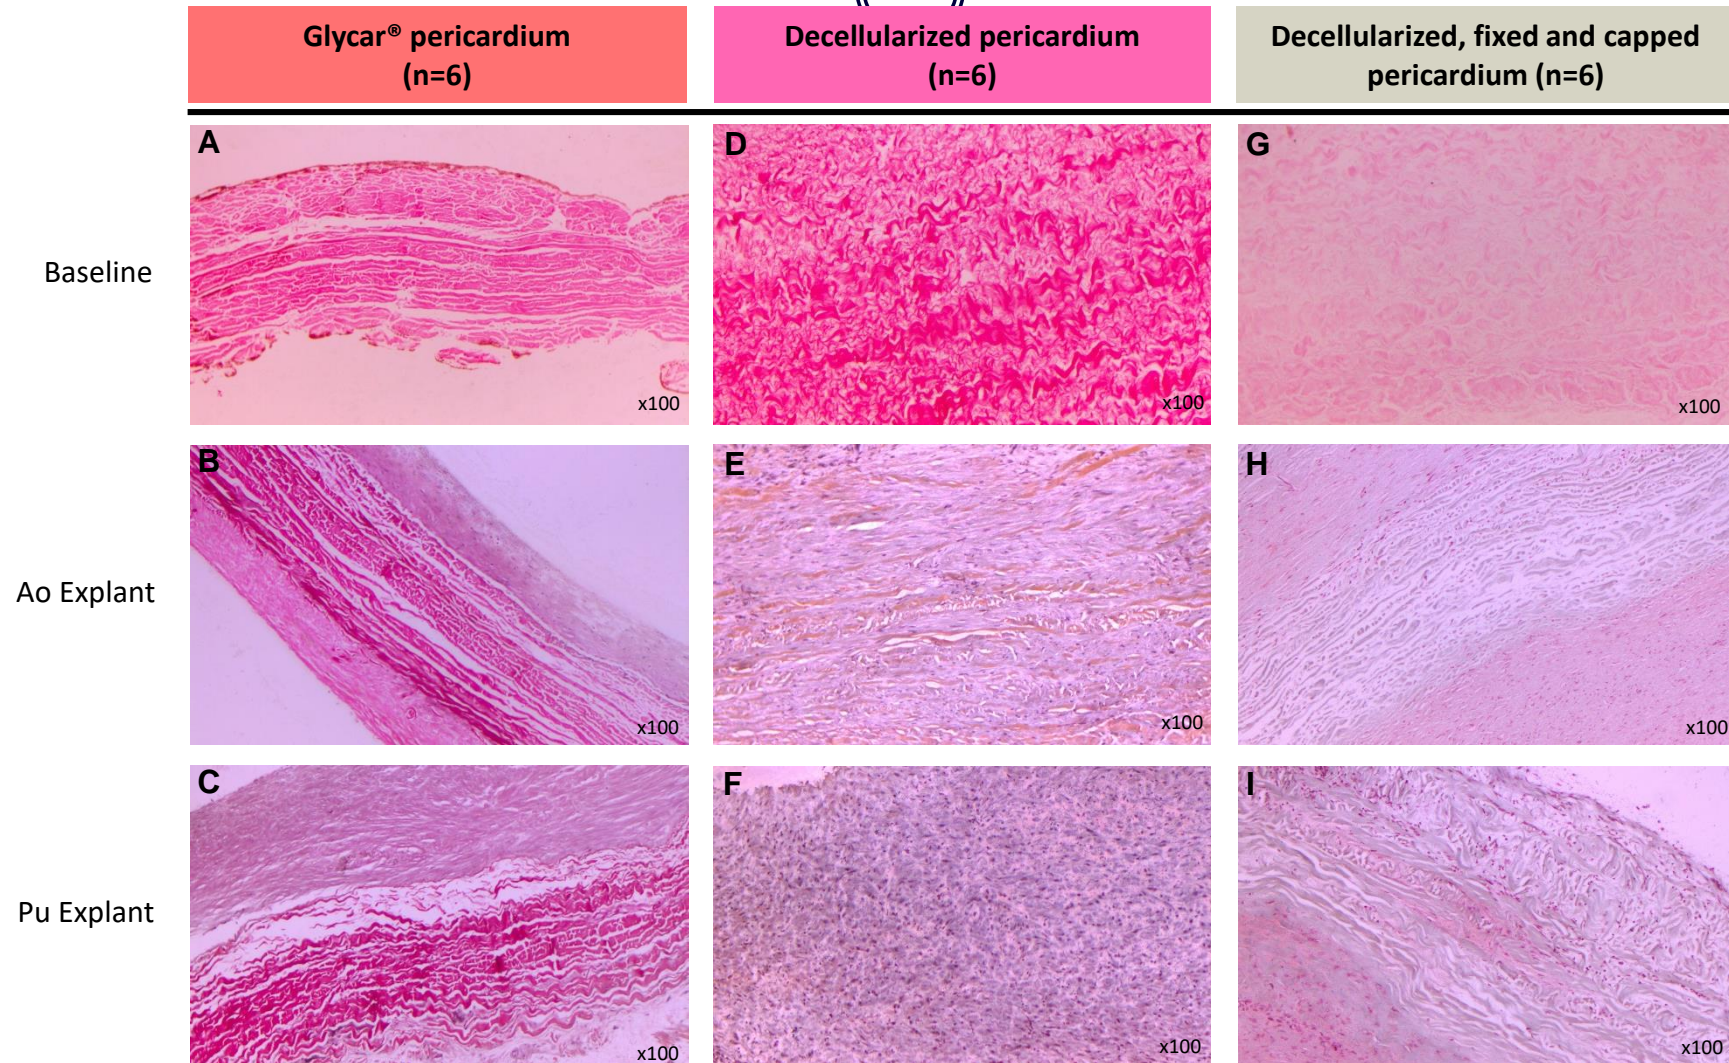 Glycar® pericardium
(n=6)
Decellularized pericardium
(n=6)
Decellularized, fixed and capped
pericardium (n=6)
Baseline
A
x100
D
x100
G
x100
Ao Explant
B
x100
E
x100
H
x100
Pu Explant
C
x100
F
x100
I
x100